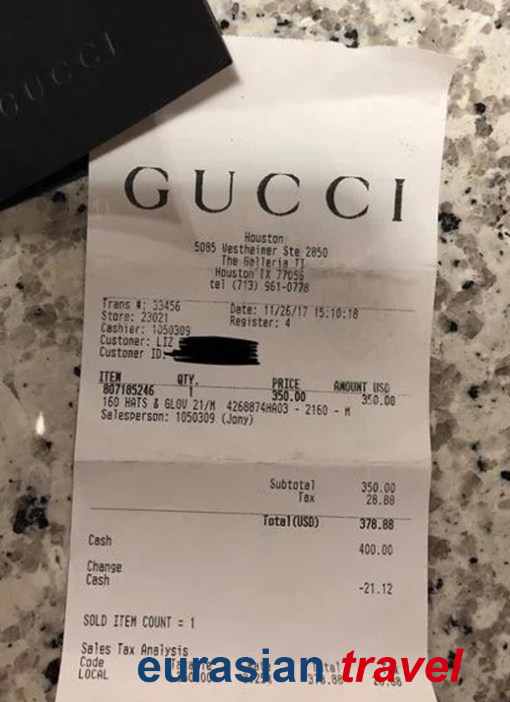 GUCCI
GUCCI
Houston
5085 Westheimer Ste 2850
The Galleria II
Houston TX 77056
tel (713) 961-0778
Trans #: 33456 Date: 11/26/17 15:10:18
Store: 23021 Register: 4
Cashier: 1050309
Customer: LIZ
Customer ID:
ITEM QTY. PRICE AMOUNT USD
807185246 1 350.00 350.00
160 HATS & GLOV 21/M 4268874HA03 - 2160 - M
Salesperson: 1050309 (Jony)
Subtotal 350.00
Tax 28.88
Total(USD) 378.88
Cash 400.00
Change
Cash -21.12
SOLD ITEM COUNT = 1
Sales Tax Analysis
Code
LOCAL 378.88
eurasian travel